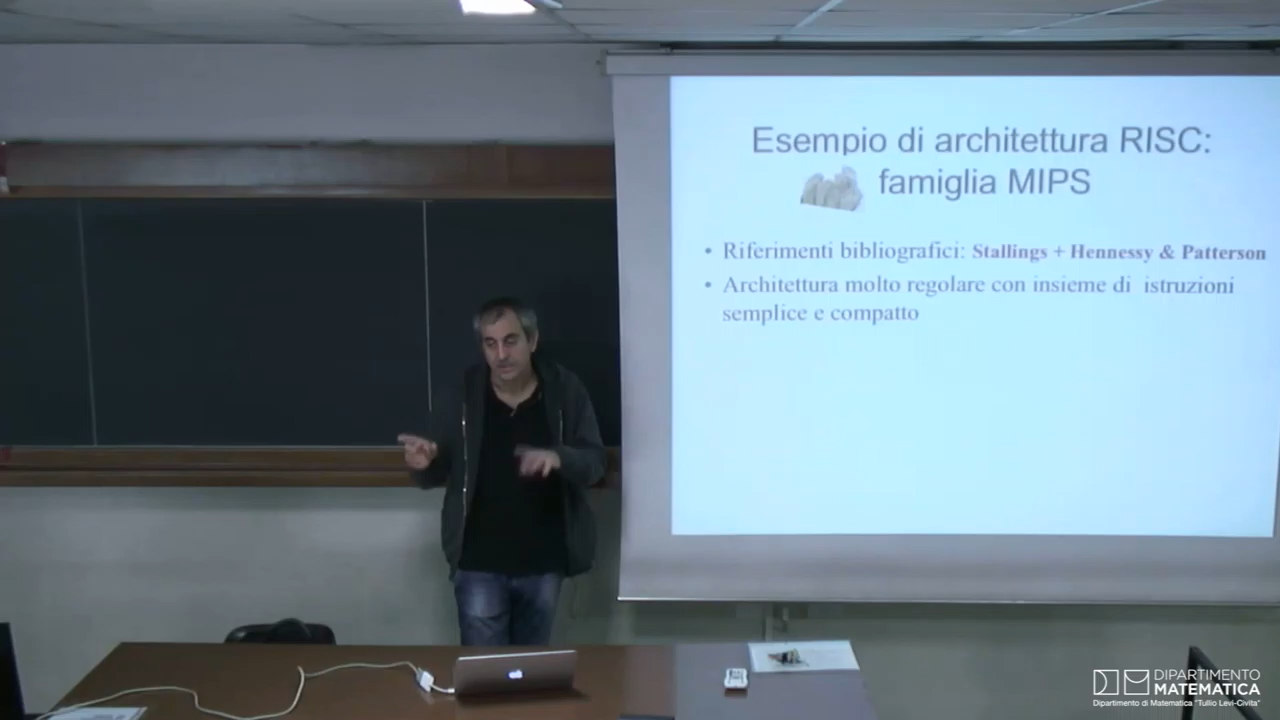 Esempio di architettura RISC:
famiglia MIPS
• Riferimenti bibliografici: Stallings + Hennessy & Patterson
• Architettura molto regolare con insieme di istruzioni
semplice e compatto
DIPARTIMENTO
MATEMATICA
Dipartimento di Matematica "Tullio Levi-Civita"